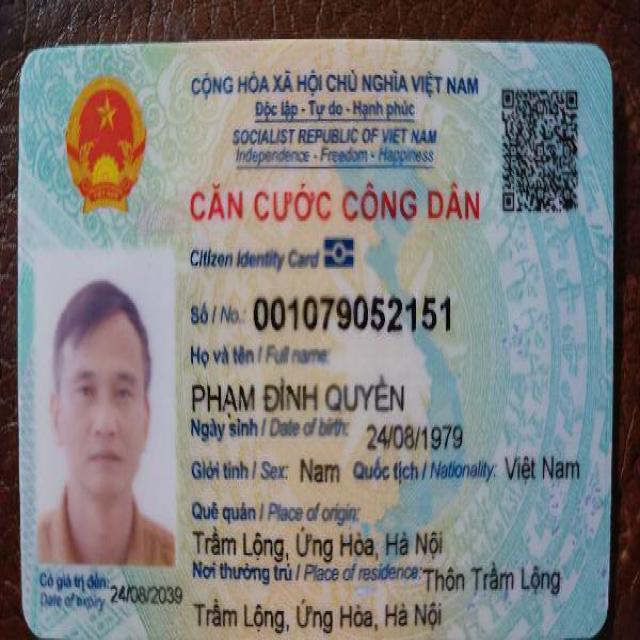 CỘNG HÒA XÃ HỘI CHỦ NGHĨA VIỆT NAM
Độc lập - Tự do - Hạnh phúc
SOCIALIST REPUBLIC OF VIET NAM
Independence - Freedom - Happiness
CĂN CƯỚC CÔNG DÂN
Citizen Identity Card
Số / No.: 001079052151
Họ và tên / Full name:
PHẠM ĐÌNH QUYỀN
Ngày sinh / Date of birth: 24/08/1979
Giới tính / Sex: Nam Quốc tịch / Nationality: Việt Nam
Quê quán / Place of origin:
Trầm Lộng, Ứng Hòa, Hà Nội
Nơi thường trú / Place of residence: Thôn Trầm Lộng
Trầm Lộng, Ứng Hòa, Hà Nội
Có giá trị đến: 24/08/2039
Date of expiry